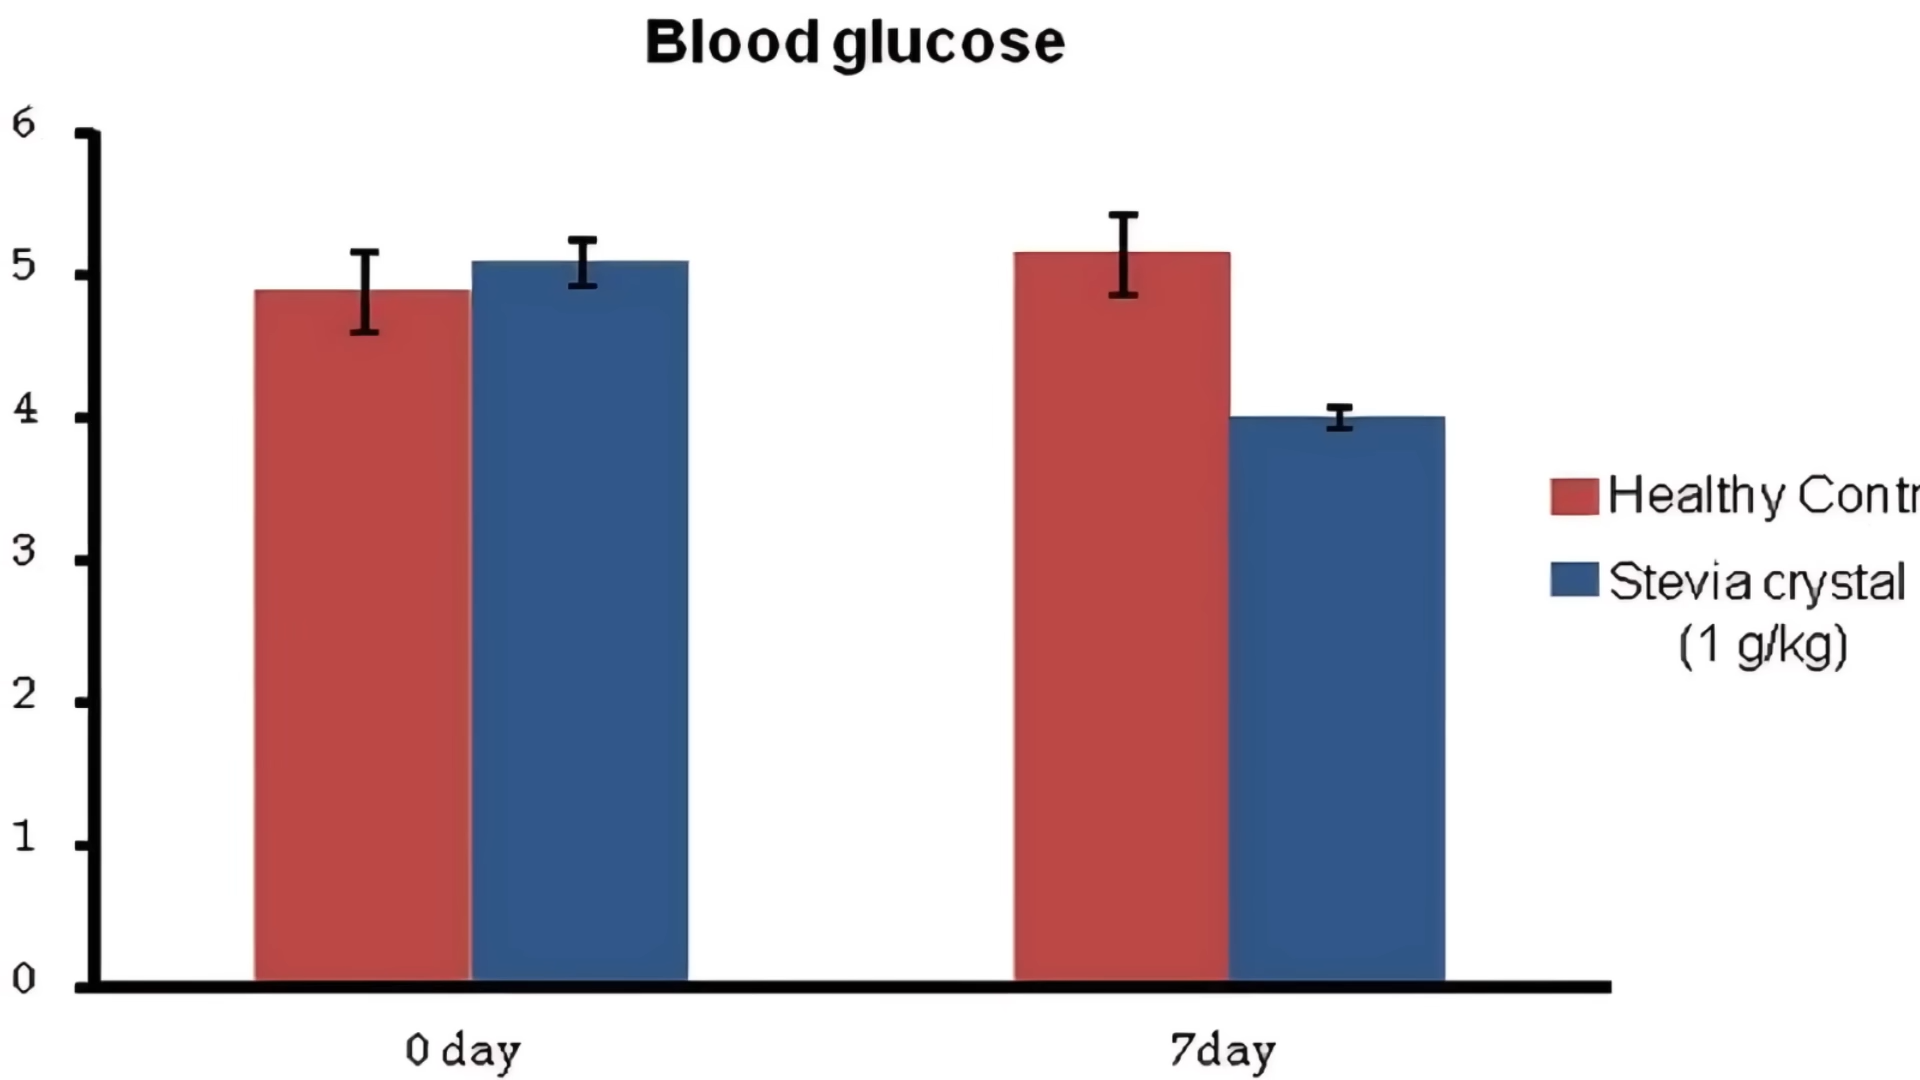 Blood glucose
6
5
4
3
2
1
0
0 day
7day
Healthy Contr
Stevia crystal
(1 g/kg)